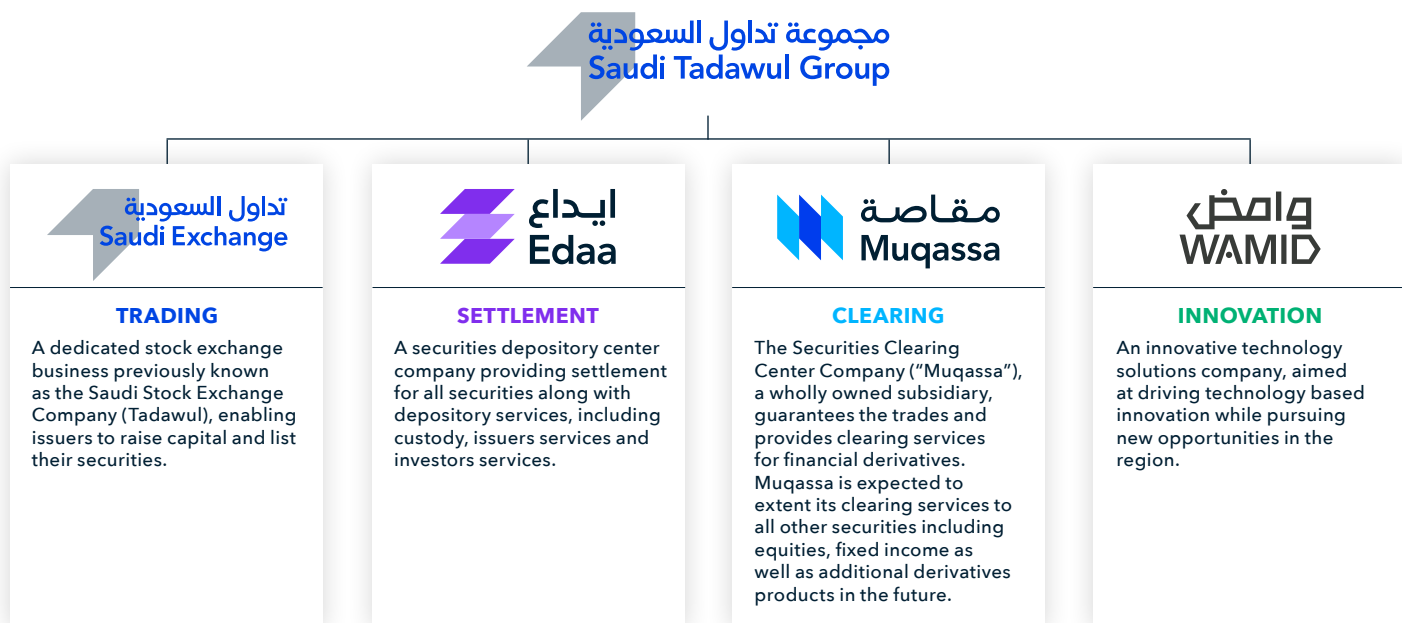 مجموعة تداول السعودية
Saudi Tadawul Group
تداول السعودية
Saudi Exchange
TRADING
A dedicated stock exchange
business previously known
as the Saudi Stock Exchange
Company (Tadawul), enabling
issuers to raise capital and list
their securities.
ايداع
Edaa
SETTLEMENT
A securities depository center
company providing settlement
for all securities along with
depository services, including
custody, issuers services and
investors services.
مقاصة
Muqassa
CLEARING
The Securities Clearing
Center Company (“Muqassa”),
a wholly owned subsidiary,
guarantees the trades and
provides clearing services
for financial derivatives.
Muqassa is expected to
extent its clearing services to
all other securities including
equities, fixed income as
well as additional derivatives
products in the future.
وامض
WAMID
INNOVATION
An innovative technology
solutions company, aimed
at driving technology based
innovation while pursuing
new opportunities in the
region.